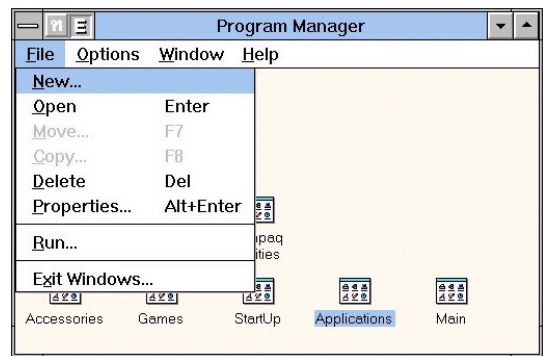 Program Manager
File Options Window Help
New...
Open Enter
Move... F7
Copy... F8
Delete Del
Properties... Alt+Enter
Run...
Exit Windows...
Accessories Games StartUp Applications Main